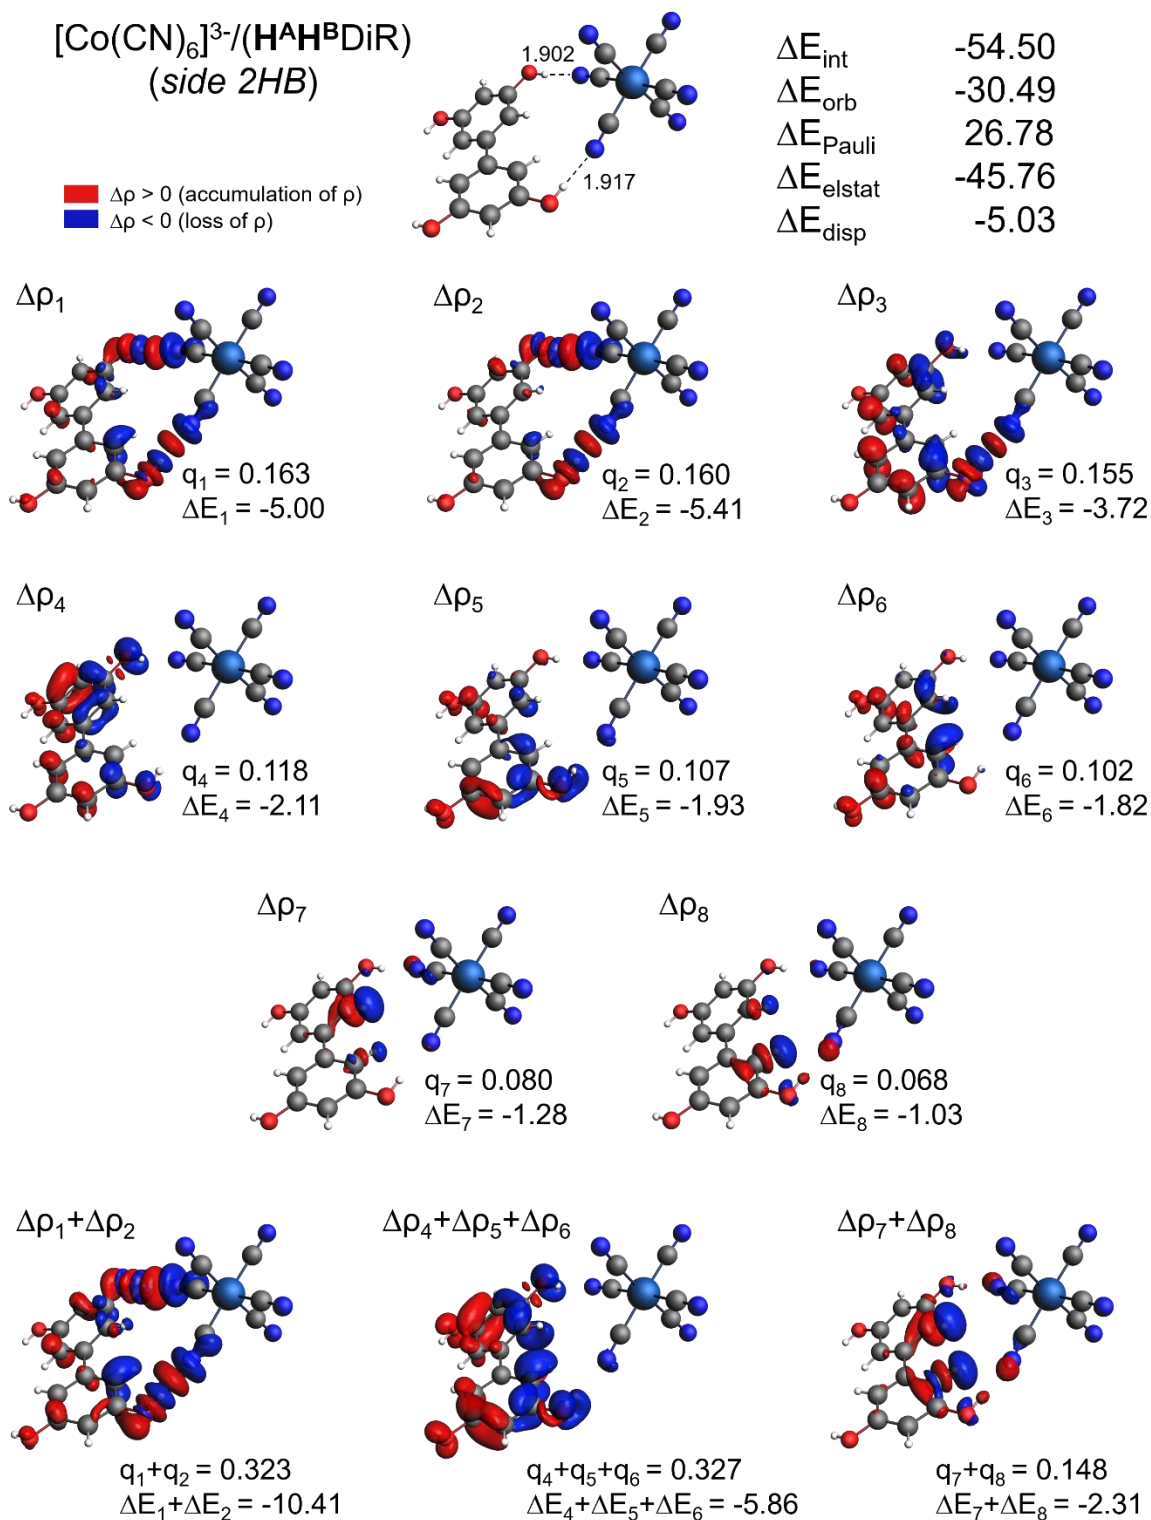 [Co(CN)₆]³⁻/(HᴬHᴮDiR)
(side 2HB)
1.902
1.917
ΔE_int -54.50
ΔE_orb -30.49
ΔE_Pauli 26.78
ΔE_elstat -45.76
ΔE_disp -5.03
Δρ > 0 (accumulation of ρ)
Δρ < 0 (loss of ρ)
Δρ₁
q₁ = 0.163
ΔE₁ = -5.00
Δρ₂
q₂ = 0.160
ΔE₂ = -5.41
Δρ₃
q₃ = 0.155
ΔE₃ = -3.72
Δρ₄
q₄ = 0.118
ΔE₄ = -2.11
Δρ₅
q₅ = 0.107
ΔE₅ = -1.93
Δρ₆
q₆ = 0.102
ΔE₆ = -1.82
Δρ₇
q₇ = 0.080
ΔE₇ = -1.28
Δρ₈
q₈ = 0.068
ΔE₈ = -1.03
Δρ₁+Δρ₂
q₁+q₂ = 0.323
ΔE₁+ΔE₂ = -10.41
Δρ₄+Δρ₅+Δρ₆
q₄+q₅+q₆ = 0.327
ΔE₄+ΔE₅+ΔE₆ = -5.86
Δρ₇+Δρ₈
q₇+q₈ = 0.148
ΔE₇+ΔE₈ = -2.31